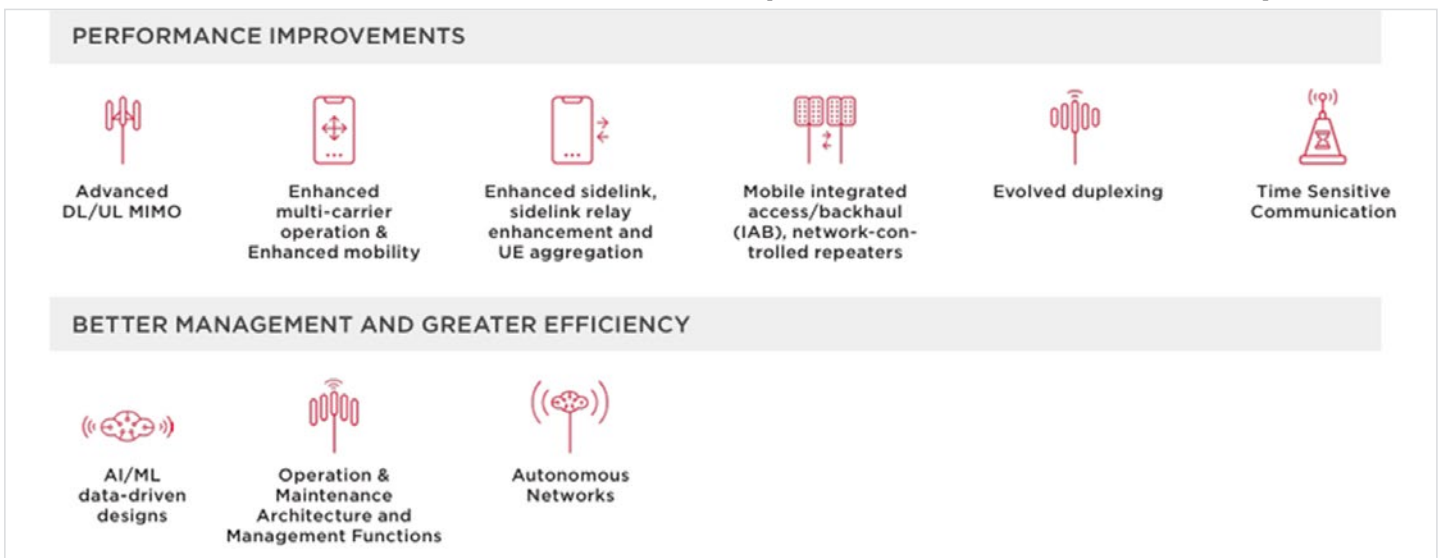 PERFORMANCE IMPROVEMENTS
Advanced
DL/UL MIMO
Enhanced
multi-carrier
operation &
Enhanced mobility
Enhanced sidelink,
sidelink relay
enhancement and
UE aggregation
Mobile integrated
access/backhaul
(IAB), network-con-
trolled repeaters
Evolved duplexing
Time Sensitive
Communication
BETTER MANAGEMENT AND GREATER EFFICIENCY
AI/ML
data-driven
designs
Operation &
Maintenance
Architecture and
Management Functions
Autonomous
Networks